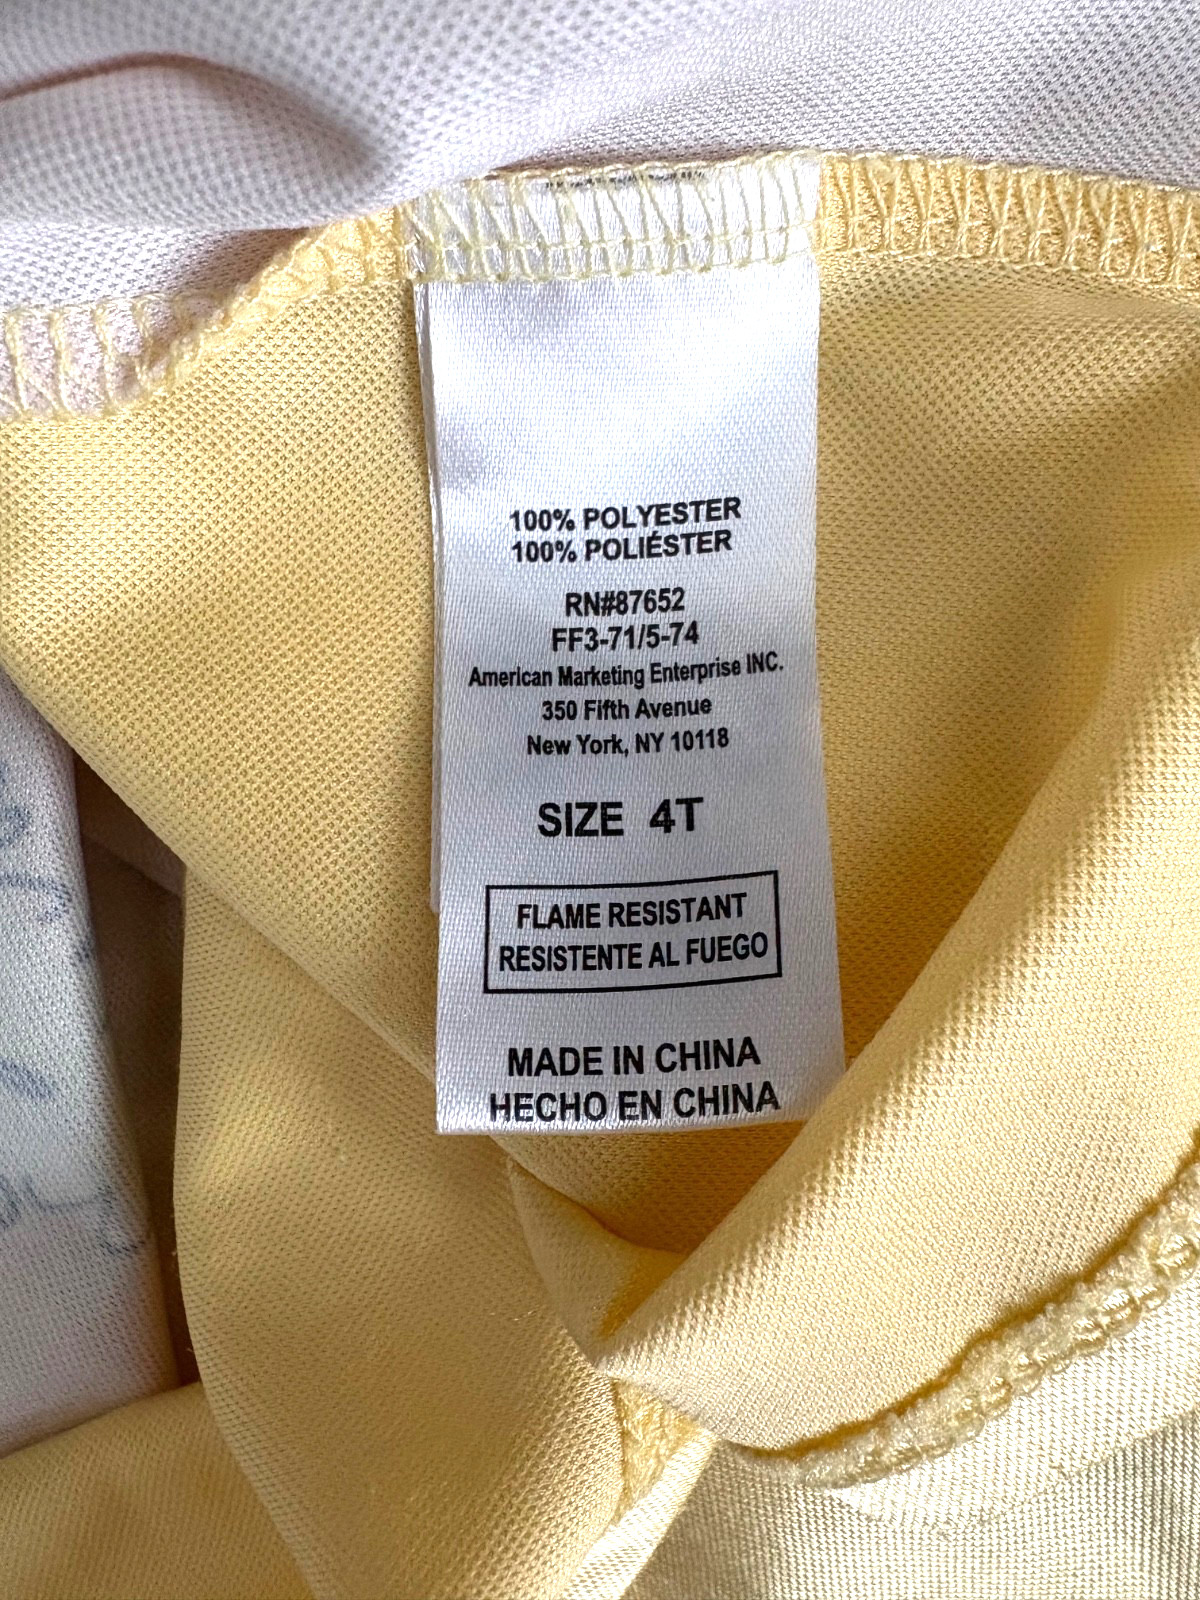 100% POLYESTER
100% POLIÉSTER
RN#87652
FF3-71/5-74
American Marketing Enterprise INC.
350 Fifth Avenue
New York, NY 10118
SIZE 4T
FLAME RESISTANT
RESISTENTE AL FUEGO
MADE IN CHINA
HECHO EN CHINA